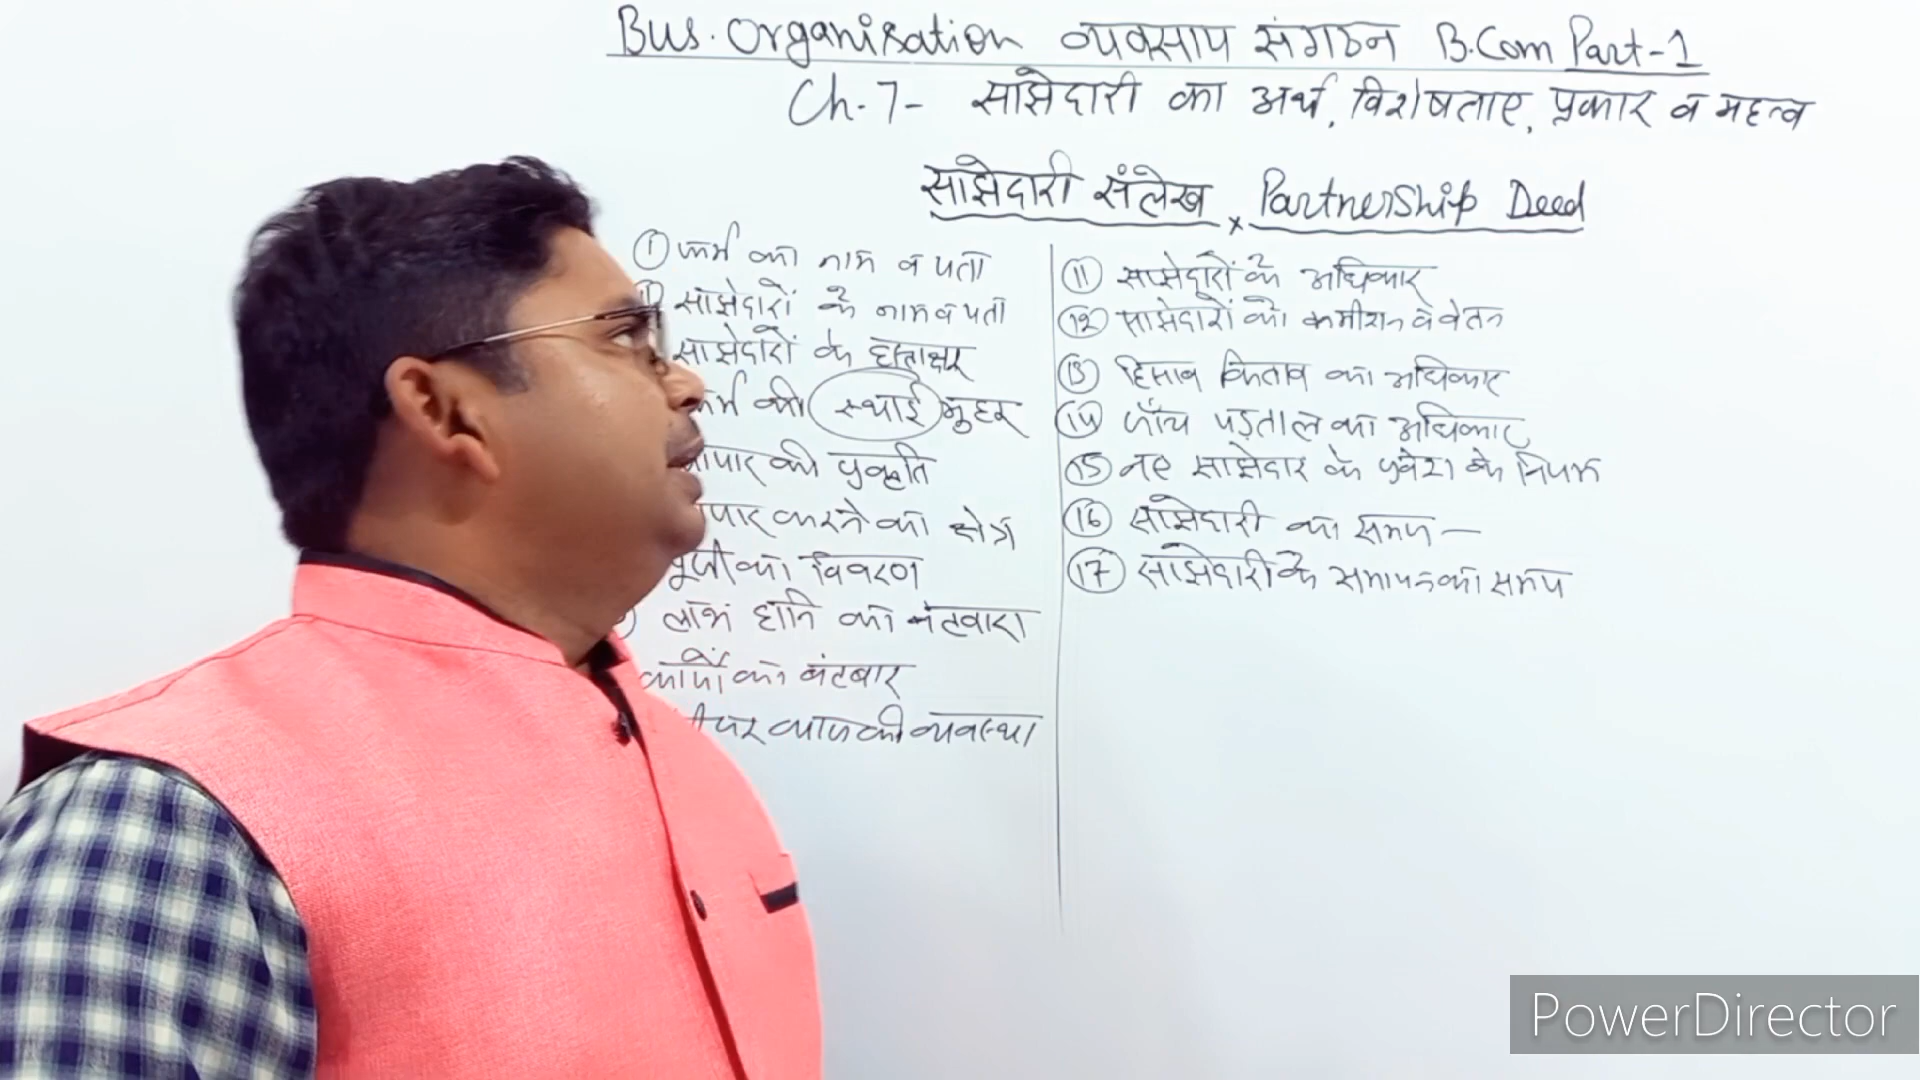 Bus. Organisation व्यवसाय संगठन B.Com Part-1
Ch.7- साझेदारी का अर्थ, विशेषताए, प्रकार व महत्व
साझेदारी संलेख x Partnership Deed
① फर्म का नाम व पता
साझेदारों के नाम व पता
साझेदारों के हस्ताक्षर
की स्थाई मुहर
की प्रकृति
करने का क्षेत्र
का विवरण
लाभ हानि का बंटवारा
कार्यो का बंटबार
पर ब्याज की व्यवस्था
⑪ साझेदारों के अधिकार
⑫ साझेदारों को कमीशन व वेतन
⑬ हिसाब किताब का अधिकार
⑭ जाँच पड़ताल का अधिकार
⑮ नए साझेदार के प्रवेश के नियम
⑯ साझेदारी का समय —
⑰ साझेदारी के समापन का समय
PowerDirector